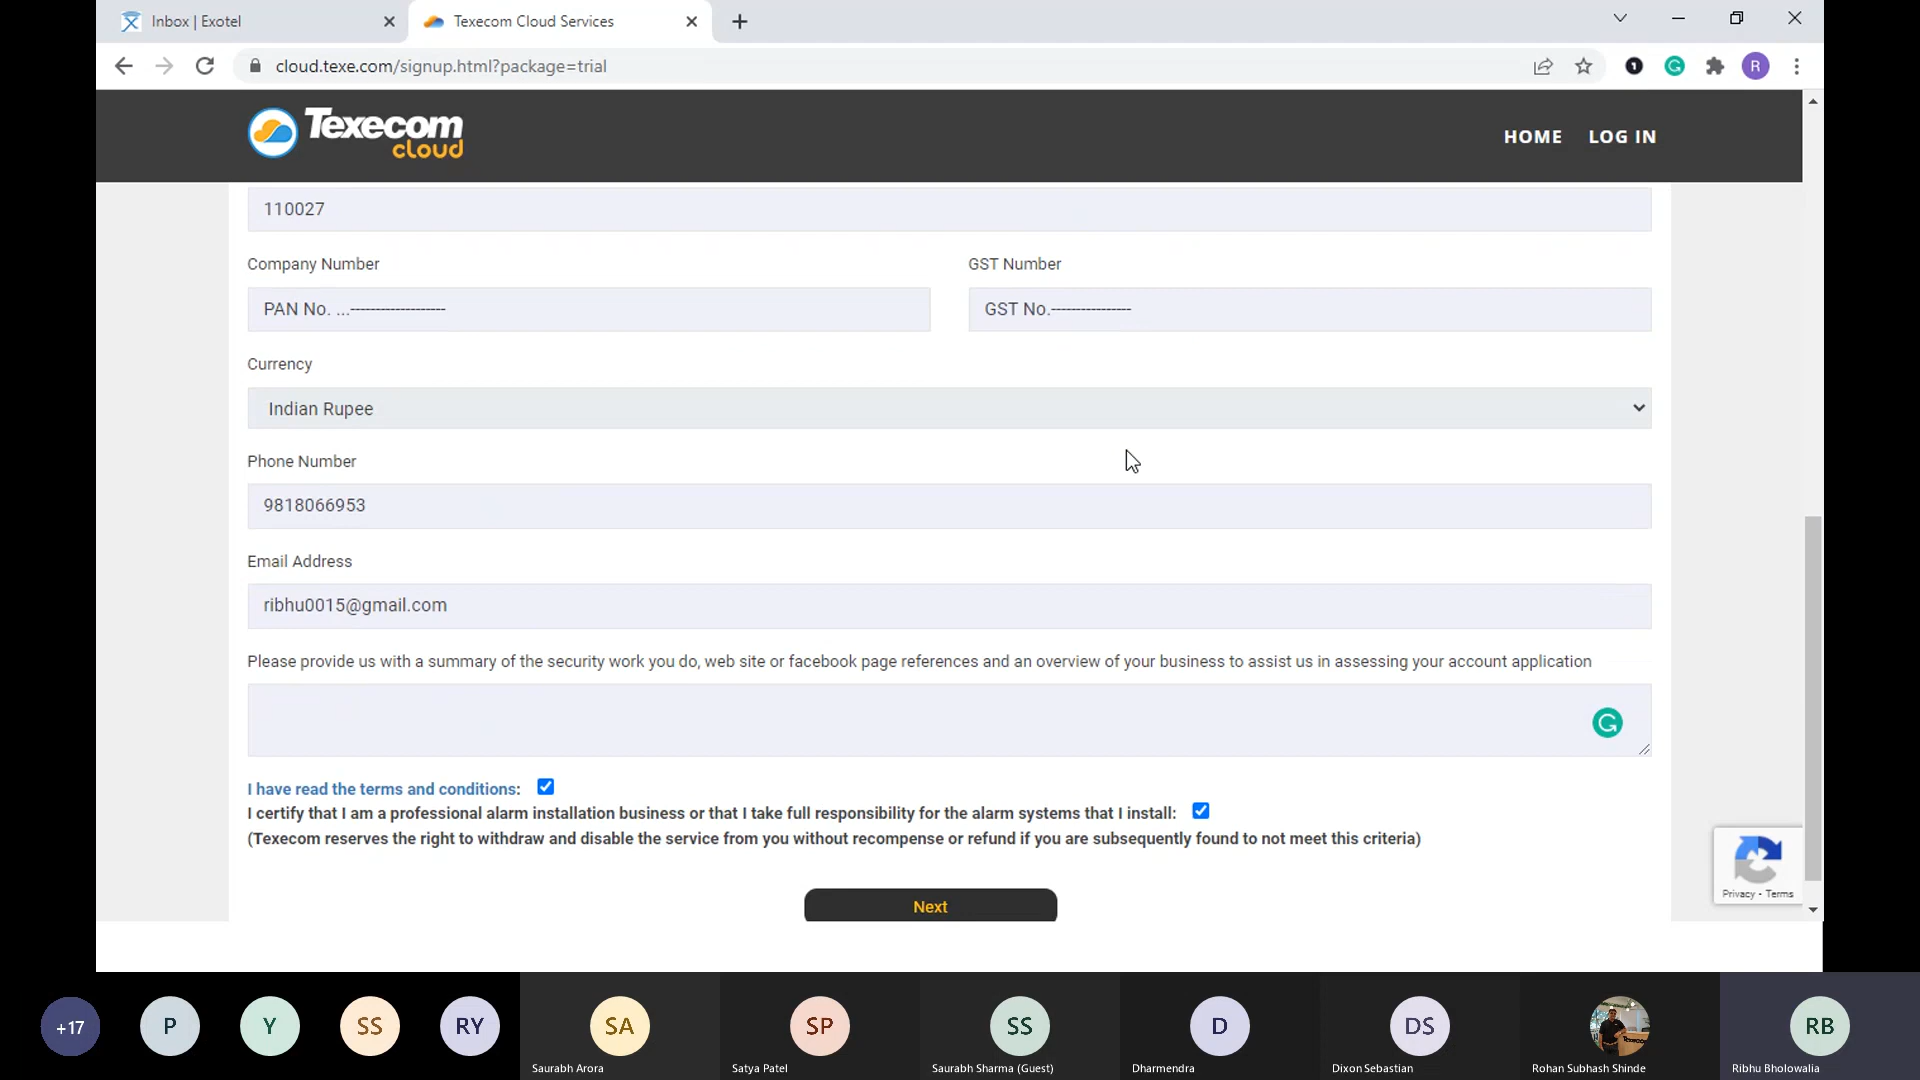 Inbox | Exotel
Texecom Cloud Services
cloud.texe.com/signup.html?package=trial
R
Texecom
cloud
HOME
LOG IN
110027
Company Number
GST Number
PAN No. ...-------------------
GST No.----------------
Currency
Indian Rupee
Phone Number
9818066953
Email Address
ribhu0015@gmail.com
Please provide us with a summary of the security work you do, web site or facebook page references and an overview of your business to assist us in assessing your account application
I have read the terms and conditions:
I certify that I am a professional alarm installation business or that I take full responsibility for the alarm systems that I install:
(Texecom reserves the right to withdraw and disable the service from you without recompense or refund if you are subsequently found to not meet this criteria)
Next
Privacy - Terms
+17
P
Y
SS
RY
SA
SP
SS
D
DS
RB
Saurabh Arora
Satya Patel
Saurabh Sharma (Guest)
Dharmendra
Dixon Sebastian
Rohan Subhash Shinde
Ribhu Bholowalia